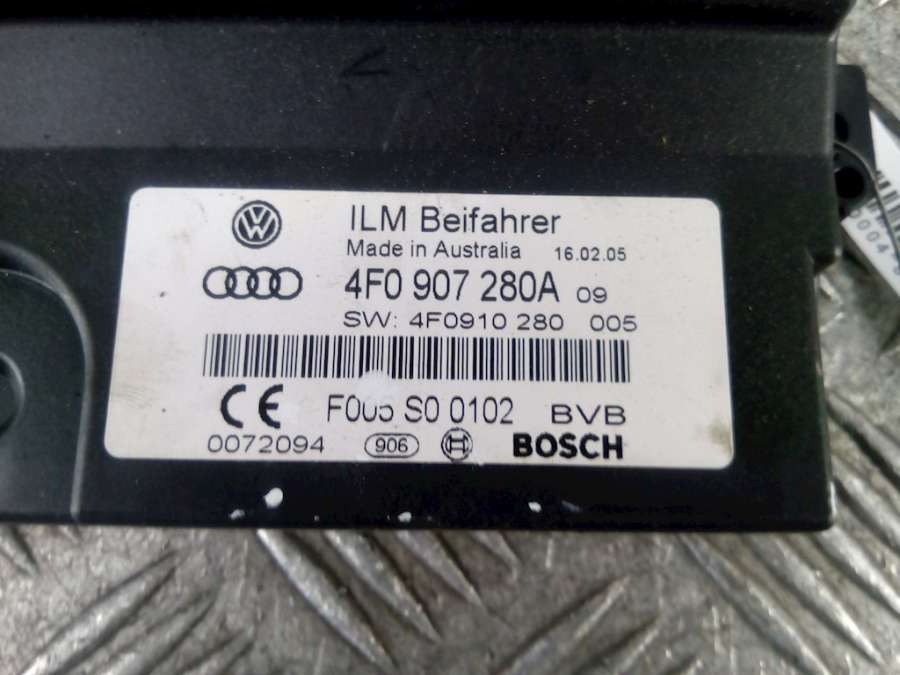 ILM Beifahrer
Made in Australia 16.02.05
4F0 907 280A 09
SW: 4F0910 280 005
F005 S0 0102 BVB
0072094 906 BOSCH